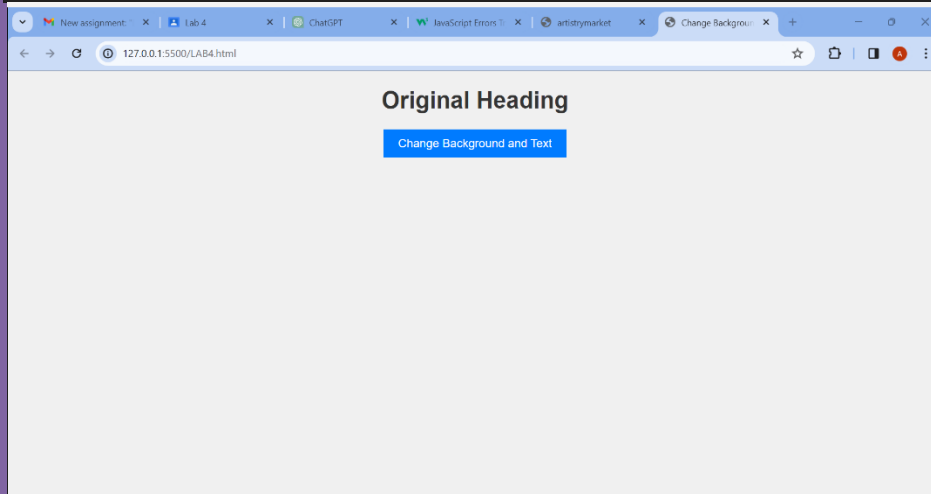 New assignment: "
Lab 4
ChatGPT
JavaScript Errors
artistrymarket
Change Backgroun
127.0.0.1:5500/LAB4.html
A
Original Heading
Change Background and Text